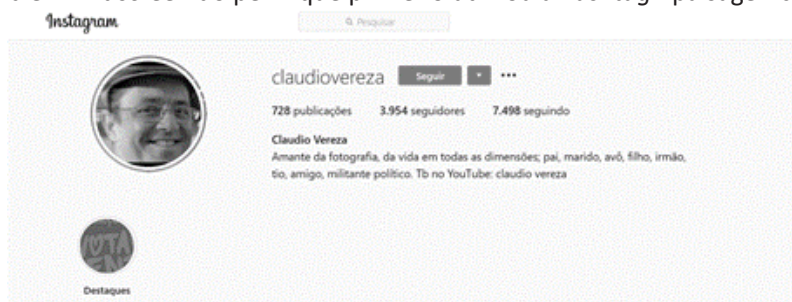 Instagram
Pesquisar
claudiovereza Seguir
728 publicações 3.954 seguidores 7.498 seguindo
Claudio Vereza
Amante da fotografia, da vida em todas as dimensões; pai, marido, avô, filho, irmão,
tio, amigo, militante político. Tb no YouTube: claudio vereza
Destaques